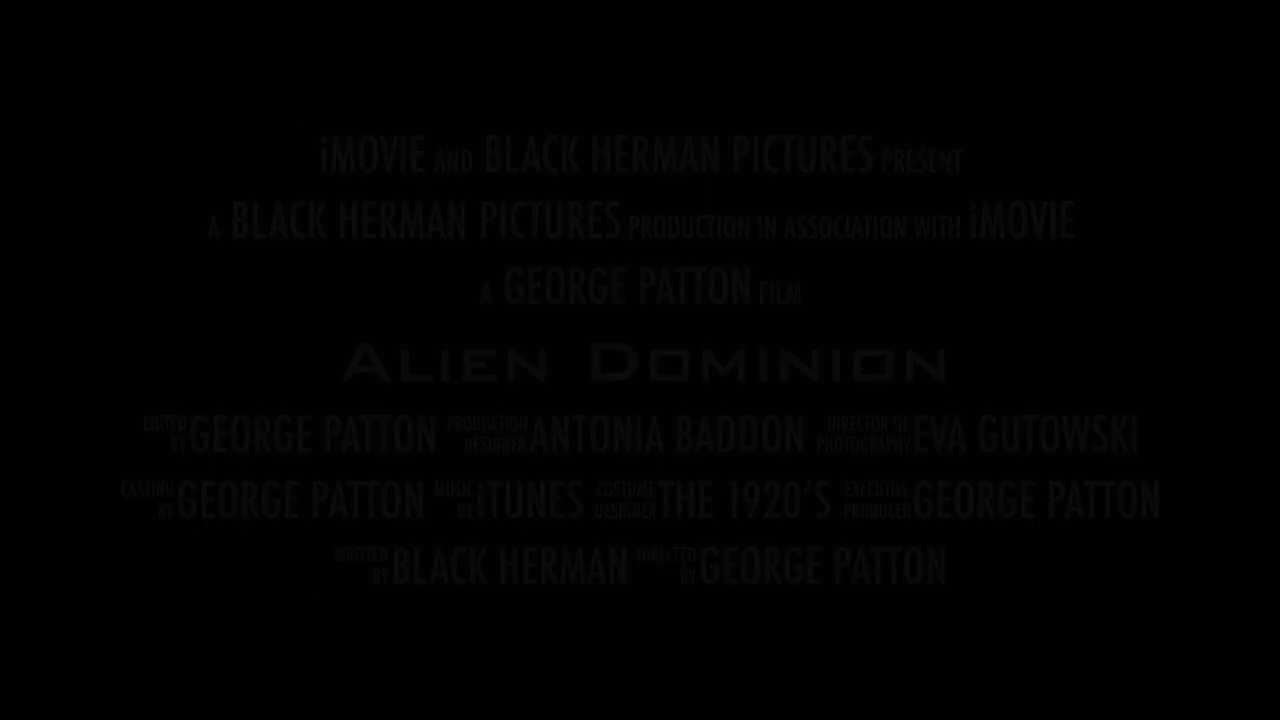 iMOVIE AND BLACK HERMAN PICTURES PRESENT
A BLACK HERMAN PICTURES PRODUCTION IN ASSOCIATION WITH iMOVIE
A GEORGE PATTON FILM
ALIEN DOMINION
EDITED BY GEORGE PATTON PRODUCTION DESIGNER ANTONIA BADDON DIRECTOR OF PHOTOGRAPHY EVA GUTOWSKI
CASTING BY GEORGE PATTON MUSIC BY iTUNES COSTUME DESIGNER THE 1920'S EXECUTIVE PRODUCER GEORGE PATTON
WRITTEN BY BLACK HERMAN DIRECTED BY GEORGE PATTON